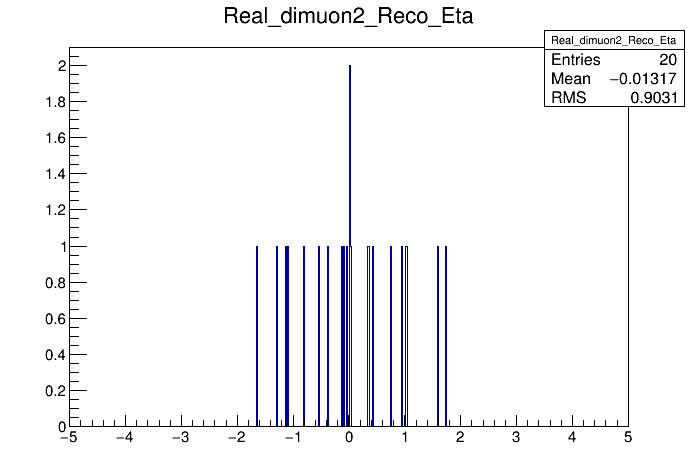 Real_dimuon2_Reco_Eta
Real_dimuon2_Reco_Eta
Entries 20
Mean −0.01317
RMS 0.9031
2
1.8
1.6
1.4
1.2
1
0.8
0.6
0.4
0.2
0
−5 −4 −3 −2 −1 0 1 2 3 4 5